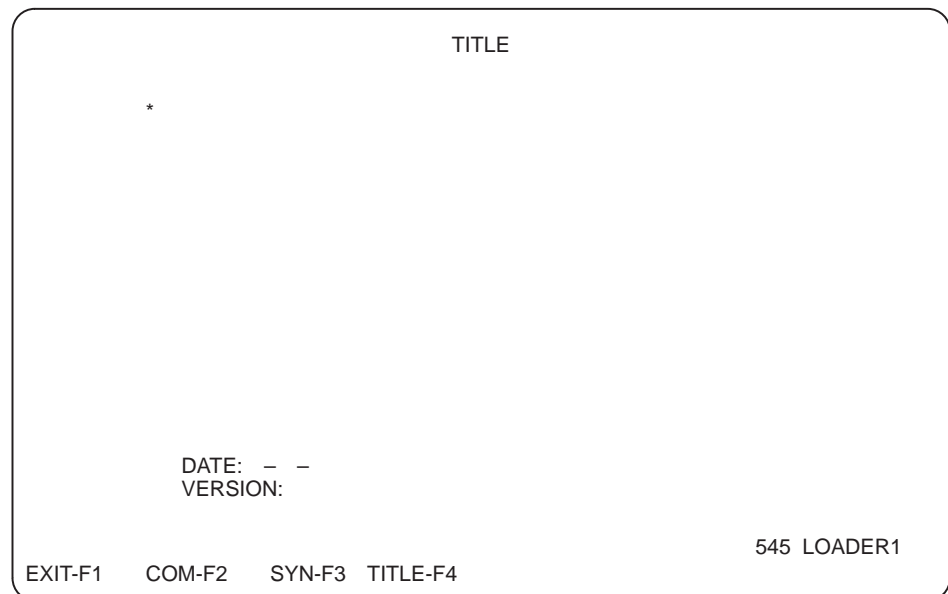 TITLE
*
DATE: – –
VERSION:
545 LOADER1
EXIT-F1 COM-F2 SYN-F3 TITLE-F4